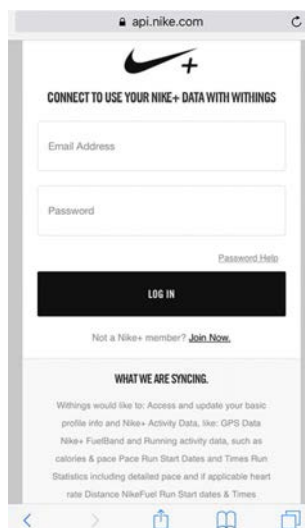 api.nike.com
CONNECT TO USE YOUR NIKE+ DATA WITH WITHINGS
Email Address
Password
Password Help
LOG IN
Not a Nike+ member? Join Now.
WHAT WE ARE SYNCING.
Withings would like to: Access and update your basic
profile info and Nike+ Activity Data, like: GPS Data
Nike+ FuelBand and Running activity data, such as
calories & pace Pace Run Start Dates and Times Run
Statistics including detailed pace and if applicable heart
rate Distance NikeFuel Run Start dates & Times